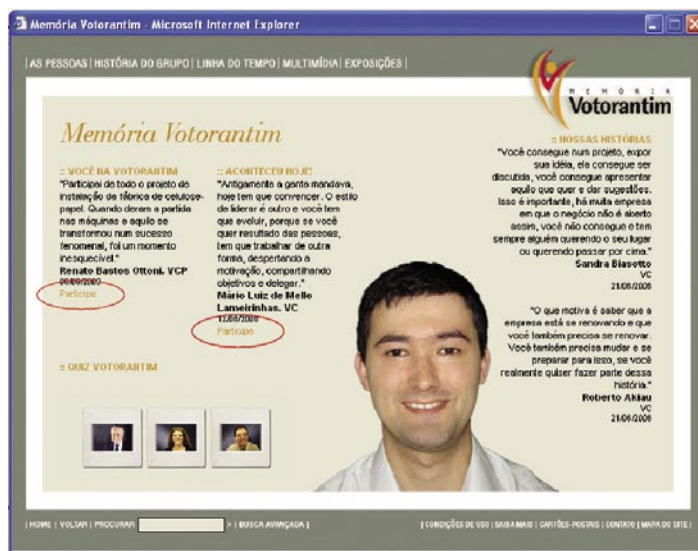 Memória Votorantim - Microsoft Internet Explorer
| AS PESSOAS | HISTÓRIA DO GRUPO | LINHA DO TEMPO | MULTIMÍDIA | EXPOSIÇÕES |
MEMÓRIA
Votorantim
Memória Votorantim
:: VOCÊ NA VOTORANTIM
"Participei de todo o projeto de
instalação da fábrica de celulose-
papel. Quando deram a partida
nas máquinas e aquilo se
transformou num sucesso
fenomenal, foi um momento
inesquecível."
Renato Bastos Ottoni. VCP
Participe
:: ACONTECEU HOJE!
"Antigamente a gente mandava,
hoje tem que convencer. O estilo
de liderar é outro e você tem
que evoluir, porque se você
quer resultado das pessoas,
tem que trabalhar de outra
forma, despertando a
motivação, compartilhando
objetivos e delegar."
Mário Luiz de Mello
Lameirinhas. VC
12/06/2006
Participe
:: NOSSAS HISTÓRIAS
"Você consegue num projeto, expor
sua idéia, ela consegue ser
discutida, você consegue apresentar
aquilo que quer e dar sugestões.
Isso é importante, há muita empresa
em que o negócio não é aberto
assim, você não consegue e tem
sempre alguém querendo o seu lugar
ou querendo passar por cima."
Sandra Biasotto
VC
21/06/2006
"O que motiva é saber que a
empresa está se renovando e que
você também precisa se renovar.
Você também precisa mudar e se
preparar para isso, se você
realmente quiser fazer parte dessa
história."
Roberto Akiau
VC
21/06/2006
:: QUIZ VOTORANTIM
| HOME | VOLTAR | PROCURAR > | BUSCA AVANÇADA |
| CONDIÇÕES DE USO | SAIBA MAIS | CARTÕES-POSTAIS | CONTATO | MAPA DO SITE |